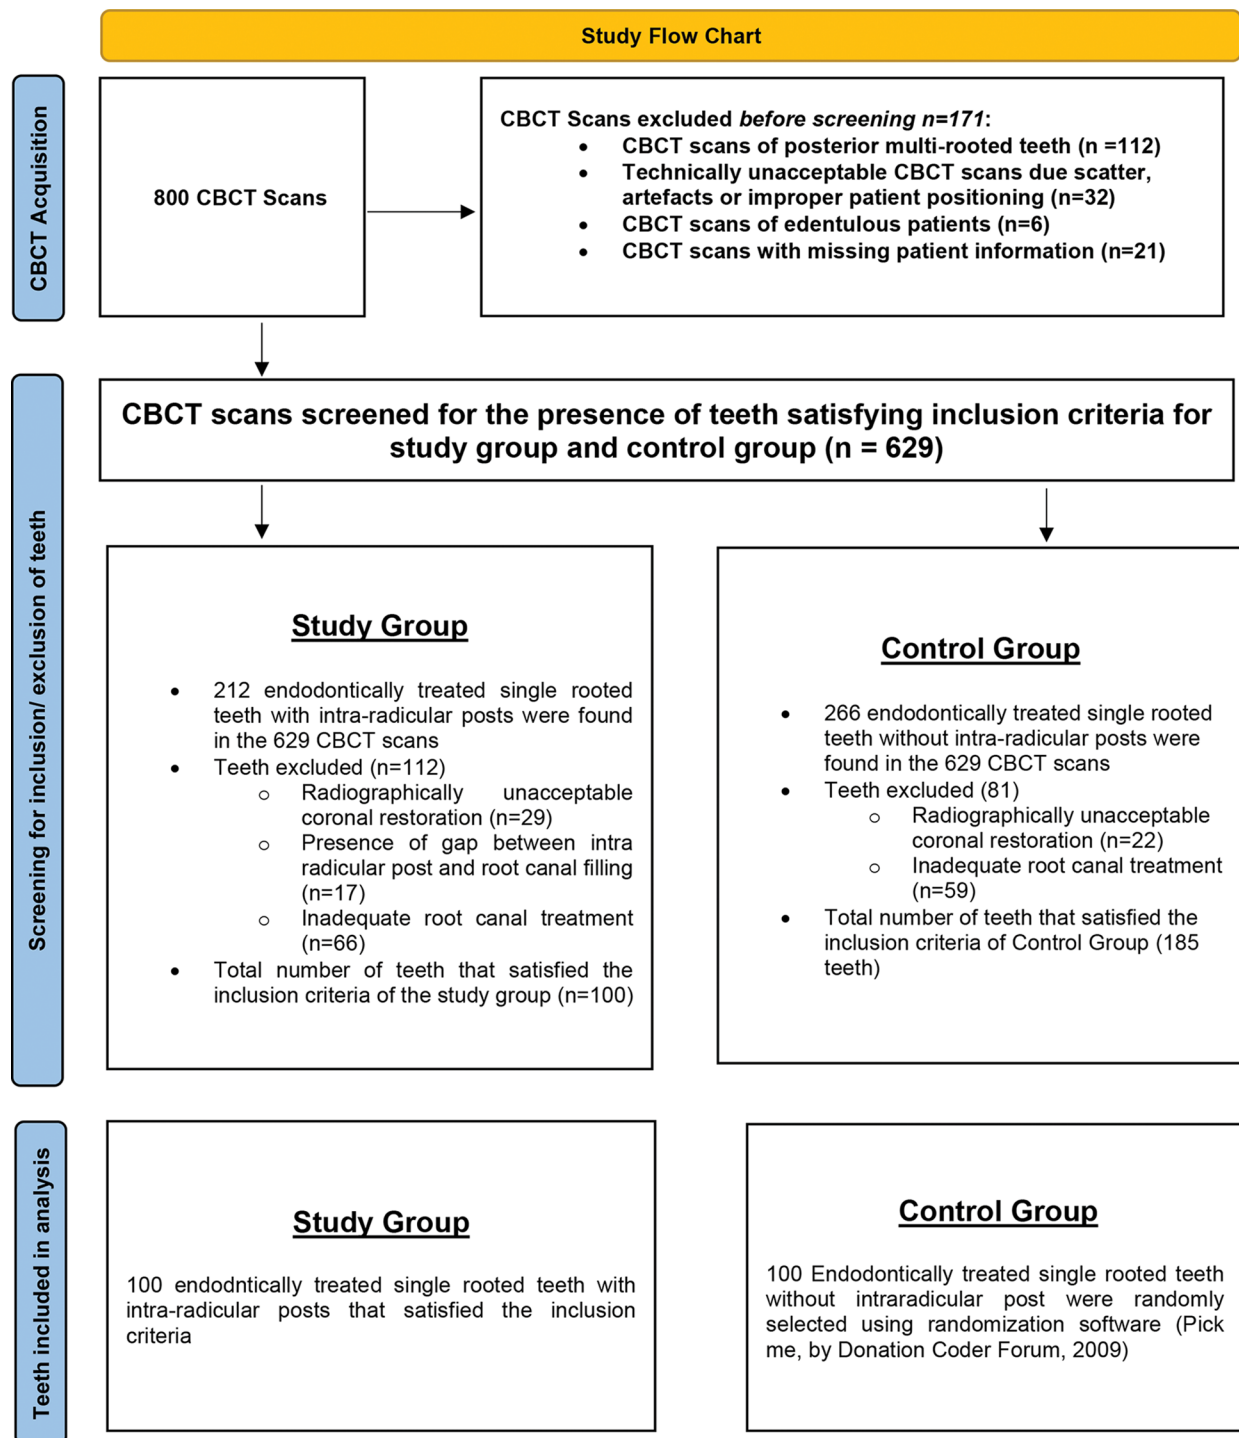 Study Flow Chart
CBCT Acquisition
800 CBCT Scans
CBCT Scans excluded before screening n=171:
• CBCT scans of posterior multi-rooted teeth (n =112)
• Technically unacceptable CBCT scans due scatter,
artefacts or improper patient positioning (n=32)
• CBCT scans of edentulous patients (n=6)
• CBCT scans with missing patient information (n=21)
Screening for inclusion/ exclusion of teeth
CBCT scans screened for the presence of teeth satisfying inclusion criteria for
study group and control group (n = 629)
Study Group
• 212 endodontically treated single rooted
teeth with intra-radicular posts were found
in the 629 CBCT scans
• Teeth excluded (n=112)
o Radiographically unacceptable
coronal restoration (n=29)
o Presence of gap between intra
radicular post and root canal filling
(n=17)
o Inadequate root canal treatment
(n=66)
• Total number of teeth that satisfied the
inclusion criteria of the study group (n=100)
Control Group
• 266 endodontically treated single rooted
teeth without intra-radicular posts were
found in the 629 CBCT scans
• Teeth excluded (81)
o Radiographically unacceptable
coronal restoration (n=22)
o Inadequate root canal treatment
(n=59)
• Total number of teeth that satisfied the
inclusion criteria of Control Group (185
teeth)
Teeth included in analysis
Study Group
100 endodntically treated single rooted teeth with
intra-radicular posts that satisfied the inclusion
criteria
Control Group
100 Endodontically treated single rooted teeth
without intraradicular post were randomly
selected using randomization software (Pick
me, by Donation Coder Forum, 2009)